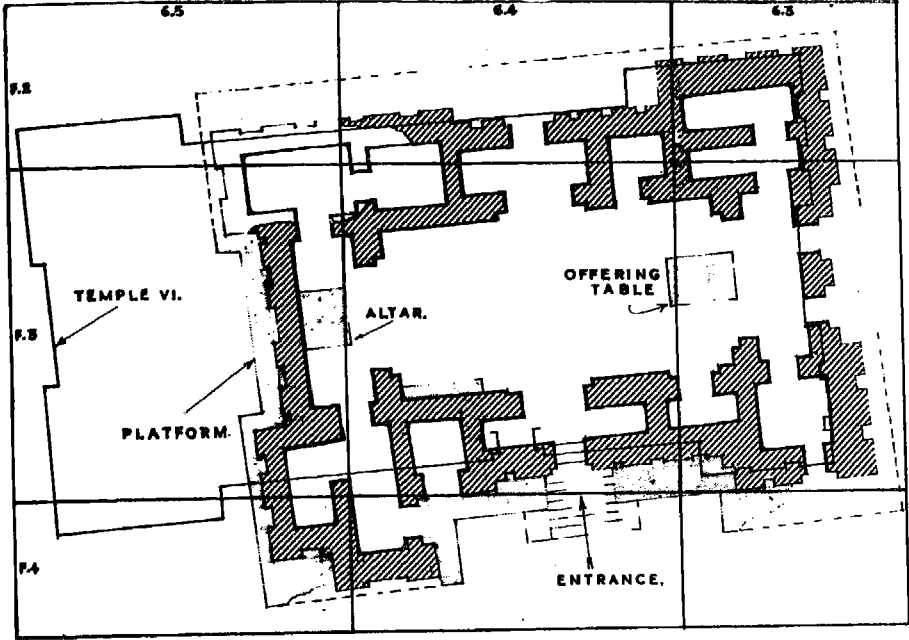 6.5
6.4
6.3
F.2
F.3
F.4
TEMPLE VI.
PLATFORM.
ALTAR.
OFFERING
TABLE
ENTRANCE.